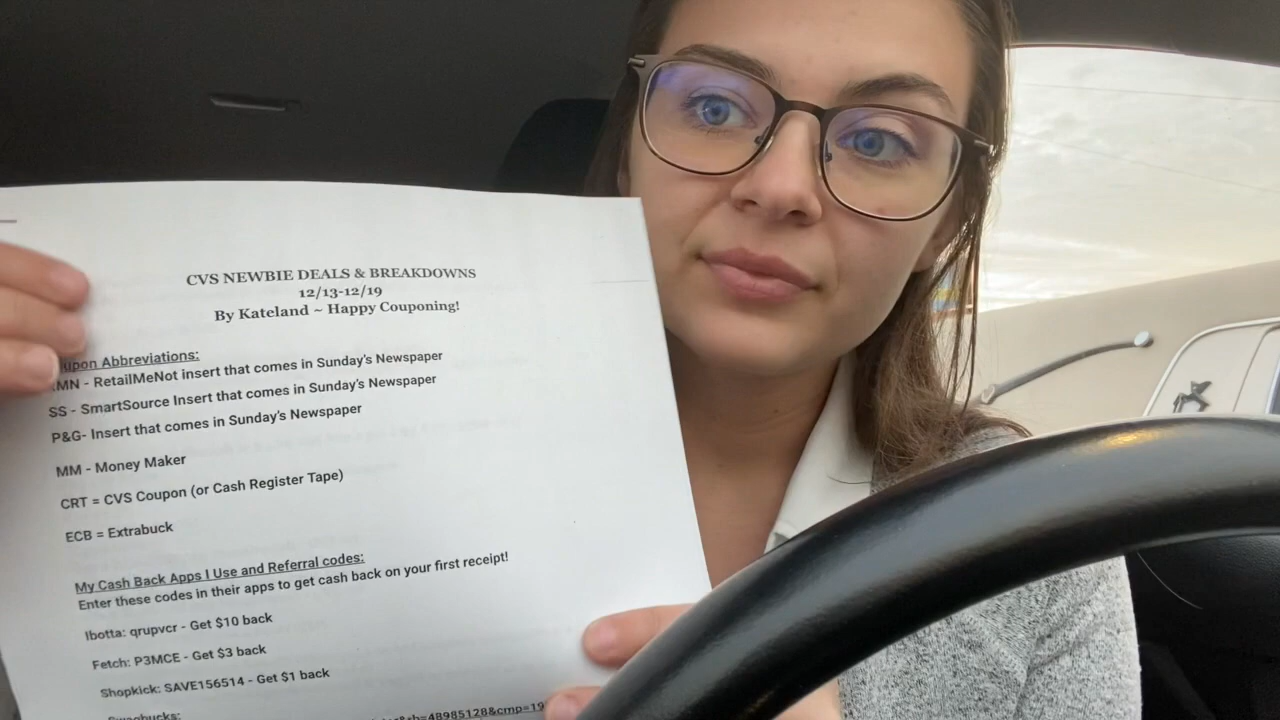 CVS NEWBIE DEALS & BREAKDOWNS
12/13-12/19
By Kateland ~ Happy Couponing!
upon Abbreviations:
MN - RetailMeNot insert that comes in Sunday's Newspaper
SS - SmartSource Insert that comes in Sunday's Newspaper
P&G- Insert that comes in Sunday's Newspaper
MM - Money Maker
CRT = CVS Coupon (or Cash Register Tape)
ECB = Extrabuck
My Cash Back Apps I Use and Referral codes:
Enter these codes in their apps to get cash back on your first receipt!
Ibotta: qrupvcr - Get $10 back
Fetch: P3MCE - Get $3 back
Shopkick: SAVE156514 - Get $1 back
Swagbucks:
=48985128&cmp=19